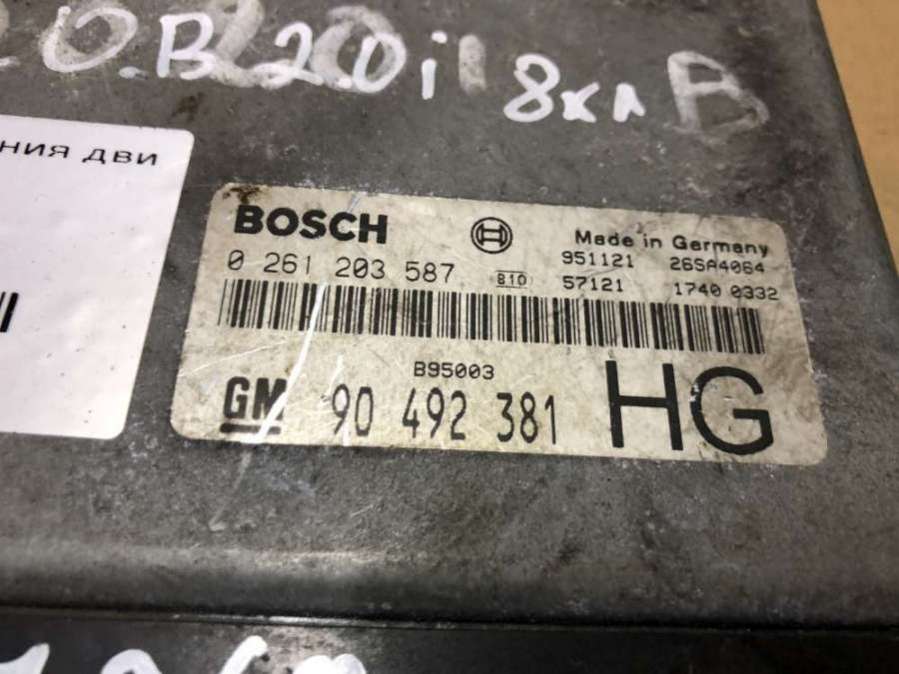 .В 2.0i 8кл В
ния дви
BOSCH
Made in Germany
0 261 203 587 B10
951121 26SA4064
57121 1740 0332
B95003
GM 90 492 381 HG